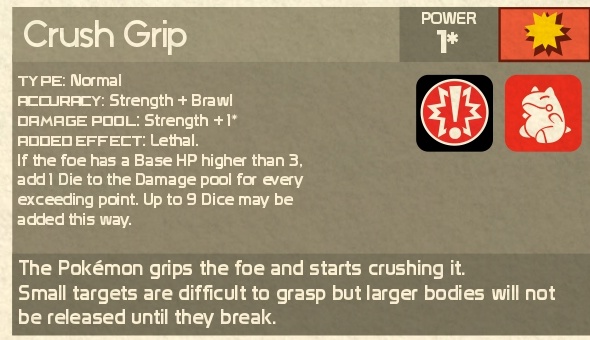 Crush Grip
POWER
1*
TYPE: Normal
ACCURACY: Strength + Brawl
DAMAGE POOL: Strength + 1*
ADDED EFFECT: Lethal.
If the foe has a Base HP higher than 3,
add 1 Die to the Damage pool for every
exceeding point. Up to 9 Dice may be
added this way.
The Pokémon grips the foe and starts crushing it.
Small targets are difficult to grasp but larger bodies will not
be released until they break.